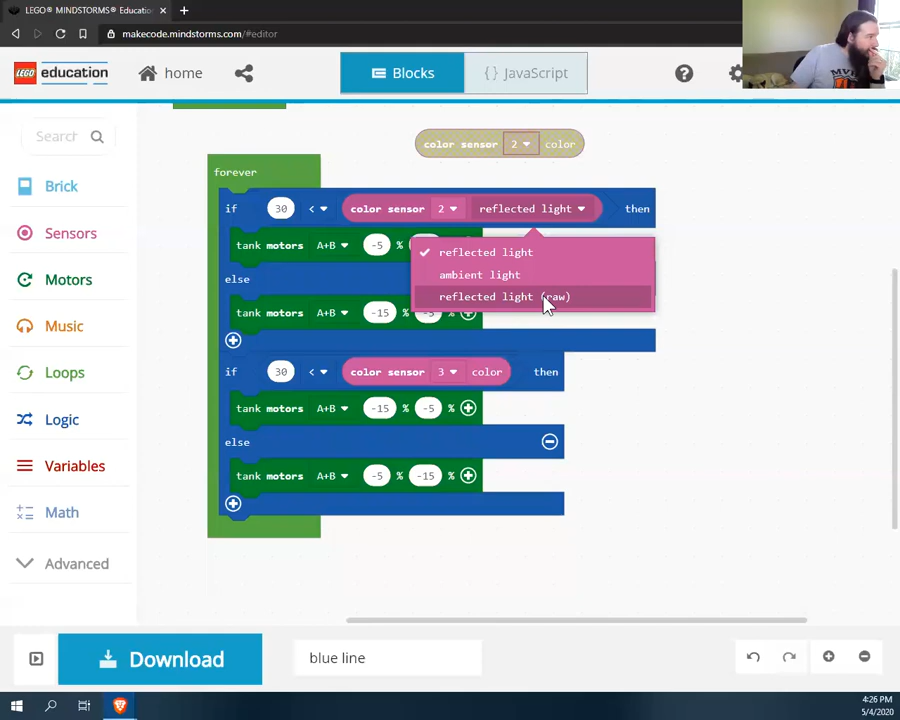 LEGO® MINDSTORMS® Educatio
makecode.mindstorms.com/#editor
LEGO education
home
Blocks
{ } JavaScript
Search
Brick
Sensors
Motors
Music
Loops
Logic
Variables
Math
Advanced
color sensor 2 color
forever
if 30 < color sensor 2 reflected light then
tank motors A+B -5 %
reflected light
ambient light
reflected light (raw)
else
tank motors A+B -15 % -5
if 30 < color sensor 3 color then
tank motors A+B -15 % -5 %
else
tank motors A+B -5 % -15 %
Download
blue line
4:26 PM
5/4/2020